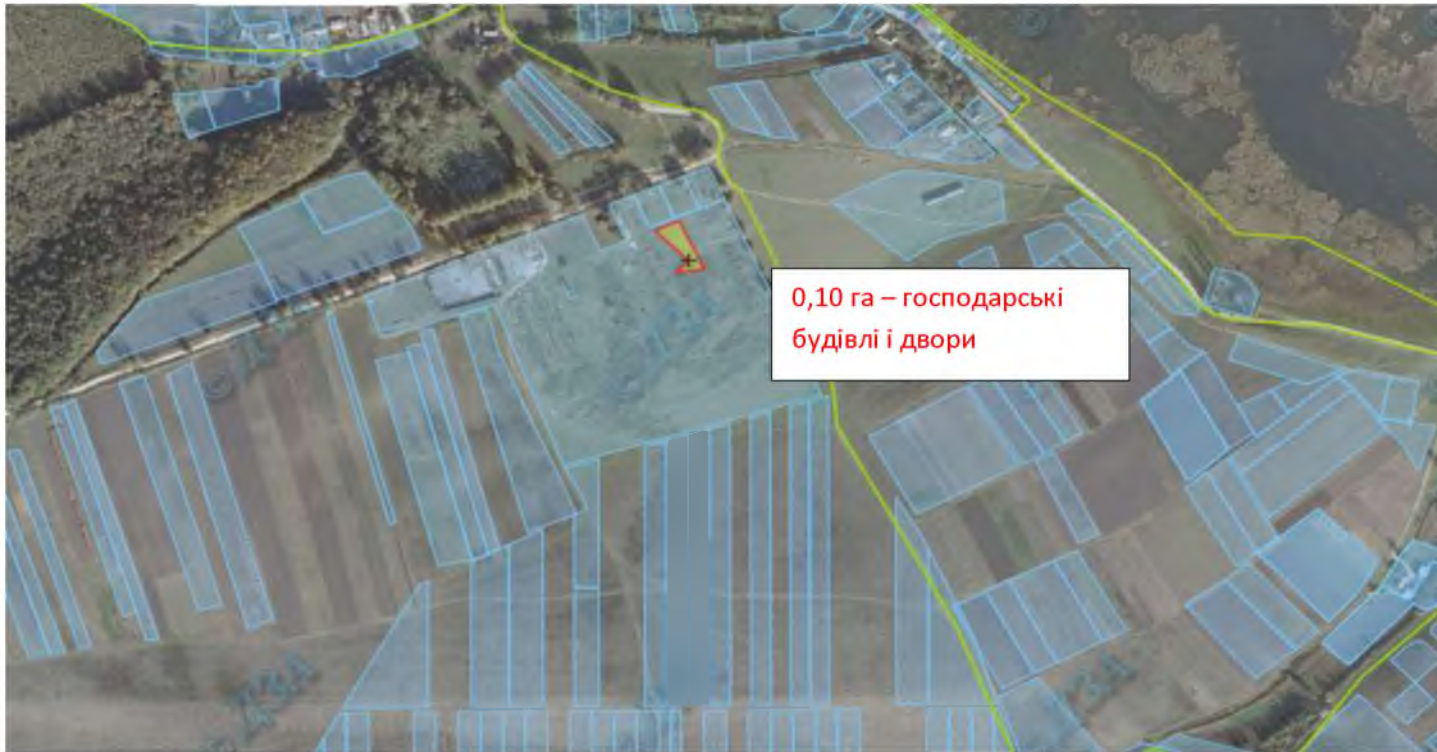 0,10 га – господарські
будівлі і двори